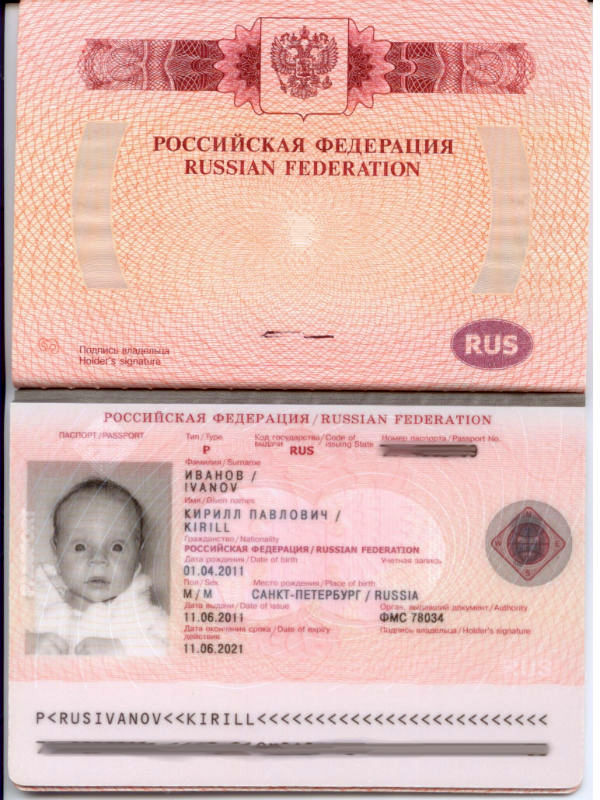 РОССИЙСКАЯ ФЕДЕРАЦИЯ
RUSSIAN FEDERATION
Подпись владельца
Holder's signature
RUS
РОССИЙСКАЯ ФЕДЕРАЦИЯ/RUSSIAN FEDERATION
ПАСПОРТ/PASSPORT
Тип/Type
Код государства/Code of
выдачи issuing State
Номер паспорта/Passport No.
P
RUS
Фамилия/Surname
ИВАНОВ /
IVANOV
Имя/Given names
КИРИЛЛ ПАВЛОВИЧ /
KIRILL
Гражданство/Nationality
РОССИЙСКАЯ ФЕДЕРАЦИЯ/RUSSIAN FEDERATION
Дата рождения/Date of birth
Учетная запись
01.04.2011
Пол/Sex
Место рождения/Place of birth
М/M
САНКТ-ПЕТЕРБУРГ/RUSSIA
Дата выдачи/Date of issue
Орган, выдавший документ/Authority
11.06.2011
ФМС 78034
Дата окончания срока/Date of expiry
действия
Подпись владельца/Holder's signature
11.06.2021
RUS
P<RUSIVANOV<<KIRILL<<<<<<<<<<<<<<<<<<<<<<<<<